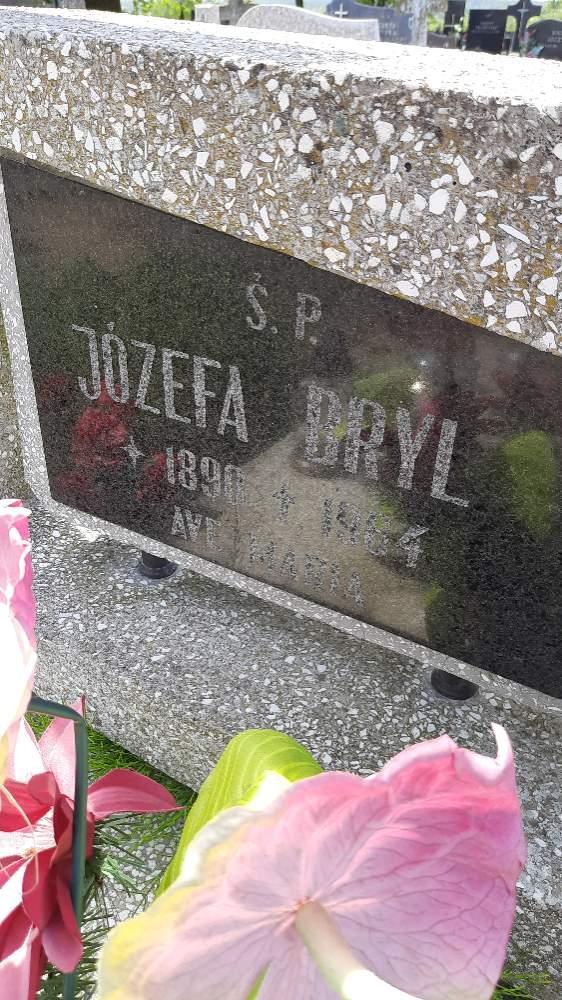 Ś. P.
JÓZEFA BRYL
1890 1964
AVE MARIA